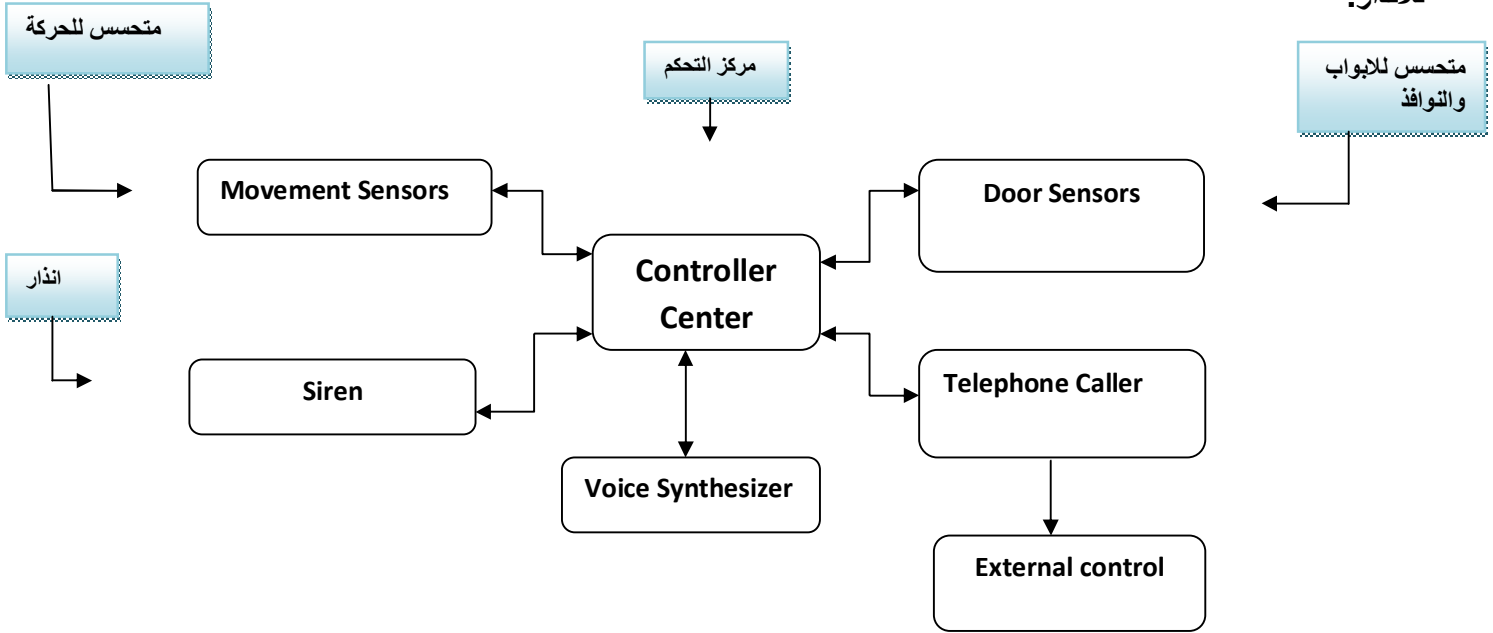 متحسس للحركة
مركز التحكم
متحسس للابواب
والنوافذ
Movement Sensors
Door Sensors
Controller
Center
انذار
Siren
Telephone Caller
Voice Synthesizer
External control